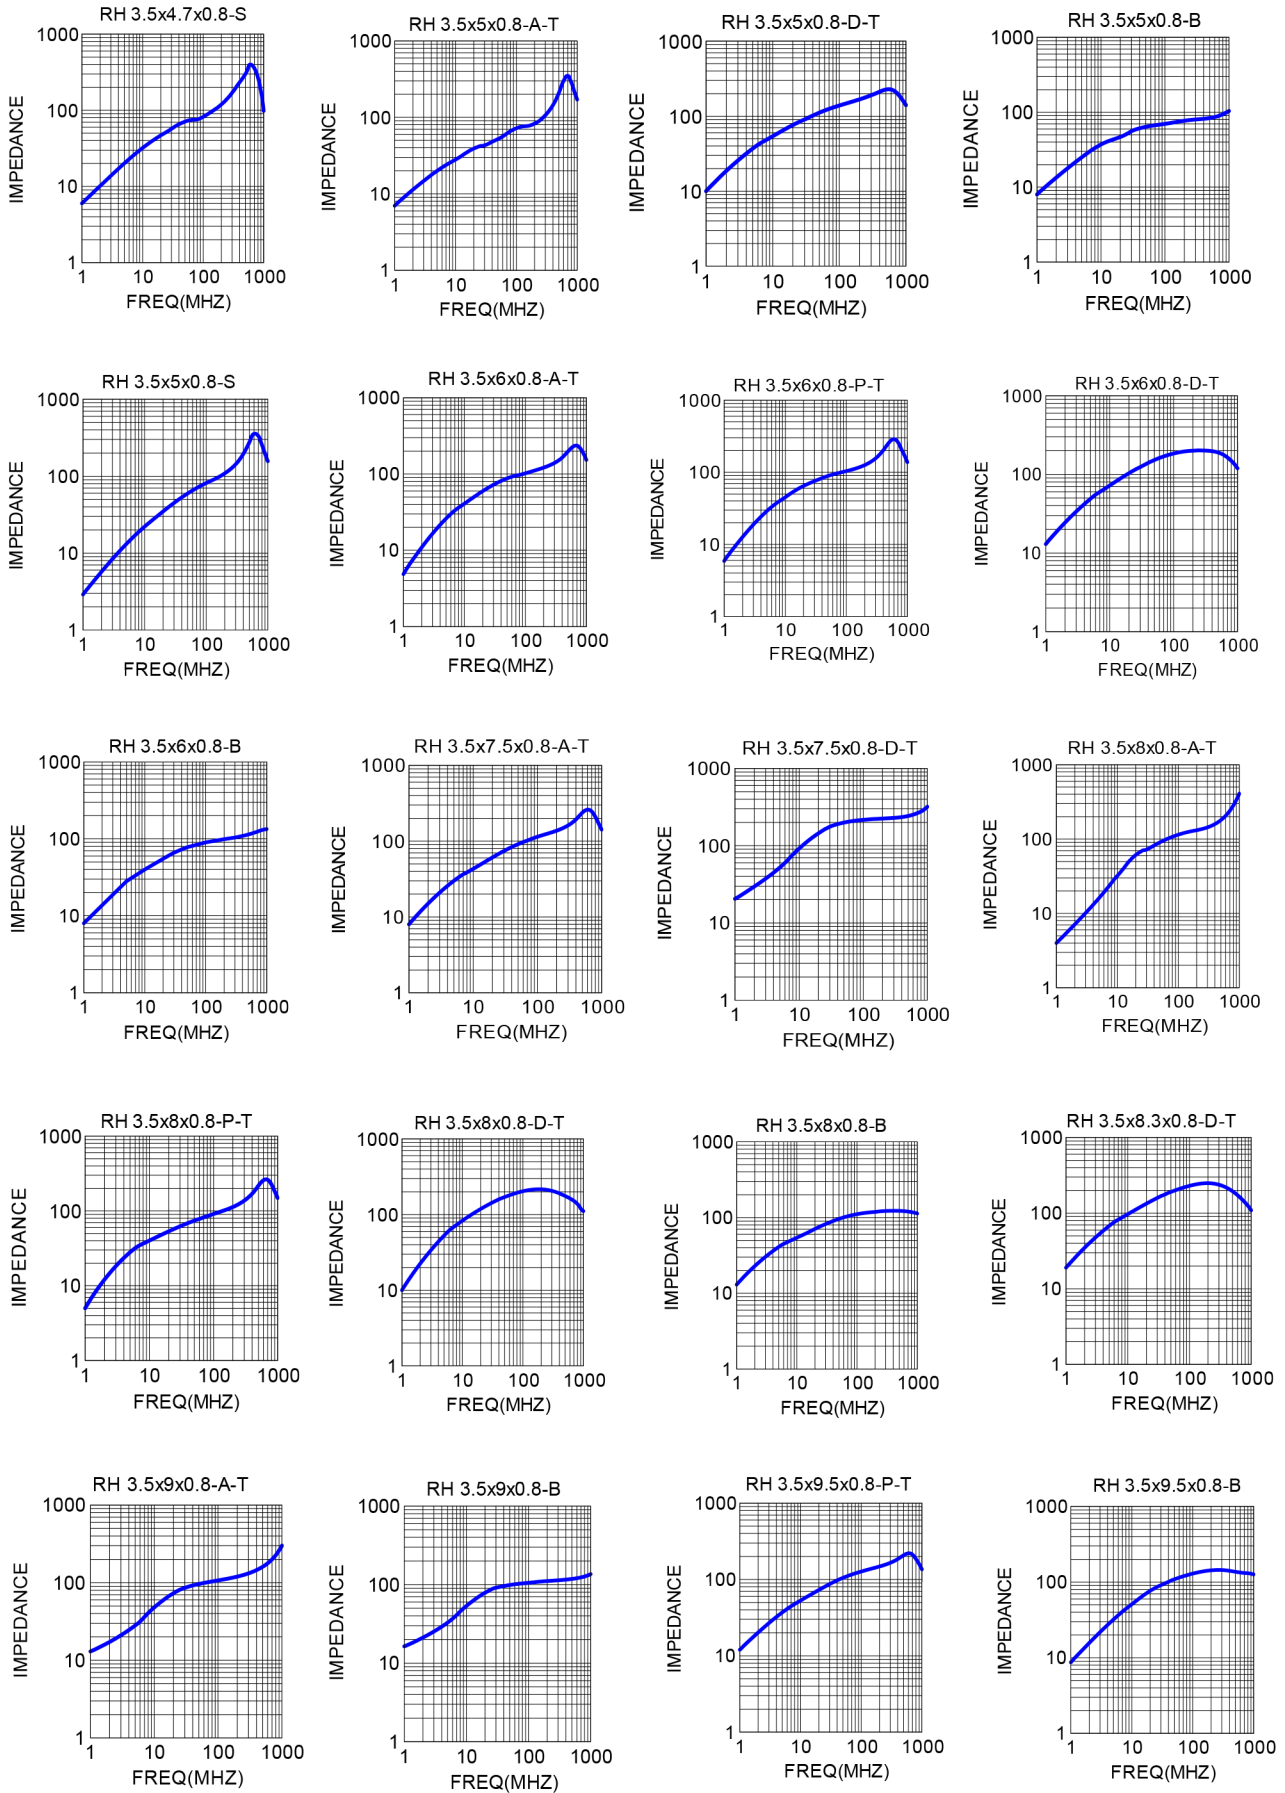 RH 3.5x4.7x0.8-S
1000
100
10
1
IMPEDANCE
1 10 100 1000
FREQ(MHZ)
RH 3.5x5x0.8-A-T
1000
100
10
1
IMPEDANCE
1 10 100 1000
FREQ(MHZ)
RH 3.5x5x0.8-D-T
1000
100
10
1
IMPEDANCE
1 10 100 1000
FREQ(MHZ)
RH 3.5x5x0.8-B
1000
100
10
1
IMPEDANCE
1 10 100 1000
FREQ(MHZ)
RH 3.5x5x0.8-S
1000
100
10
1
IMPEDANCE
1 10 100 1000
FREQ(MHZ)
RH 3.5x6x0.8-A-T
1000
100
10
1
IMPEDANCE
1 10 100 1000
FREQ(MHZ)
RH 3.5x6x0.8-P-T
1000
100
10
1
IMPEDANCE
1 10 100 1000
FREQ(MHZ)
RH 3.5x6x0.8-D-T
1000
100
10
1
IMPEDANCE
1 10 100 1000
FREQ(MHZ)
RH 3.5x6x0.8-B
1000
100
10
1
IMPEDANCE
1 10 100 1000
FREQ(MHZ)
RH 3.5x7.5x0.8-A-T
1000
100
10
1
IMPEDANCE
1 10 100 1000
FREQ(MHZ)
RH 3.5x7.5x0.8-D-T
1000
100
10
1
IMPEDANCE
1 10 100 1000
FREQ(MHZ)
RH 3.5x8x0.8-A-T
1000
100
10
1
IMPEDANCE
1 10 100 1000
FREQ(MHZ)
RH 3.5x8x0.8-P-T
1000
100
10
1
IMPEDANCE
1 10 100 1000
FREQ(MHZ)
RH 3.5x8x0.8-D-T
1000
100
10
1
IMPEDANCE
1 10 100 1000
FREQ(MHZ)
RH 3.5x8x0.8-B
1000
100
10
1
IMPEDANCE
1 10 100 1000
FREQ(MHZ)
RH 3.5x8.3x0.8-D-T
1000
100
10
1
IMPEDANCE
1 10 100 1000
FREQ(MHZ)
RH 3.5x9x0.8-A-T
1000
100
10
1
IMPEDANCE
1 10 100 1000
FREQ(MHZ)
RH 3.5x9x0.8-B
1000
100
10
1
IMPEDANCE
1 10 100 1000
FREQ(MHZ)
RH 3.5x9.5x0.8-P-T
1000
100
10
1
IMPEDANCE
1 10 100 1000
FREQ(MHZ)
RH 3.5x9.5x0.8-B
1000
100
10
1
IMPEDANCE
1 10 100 1000
FREQ(MHZ)